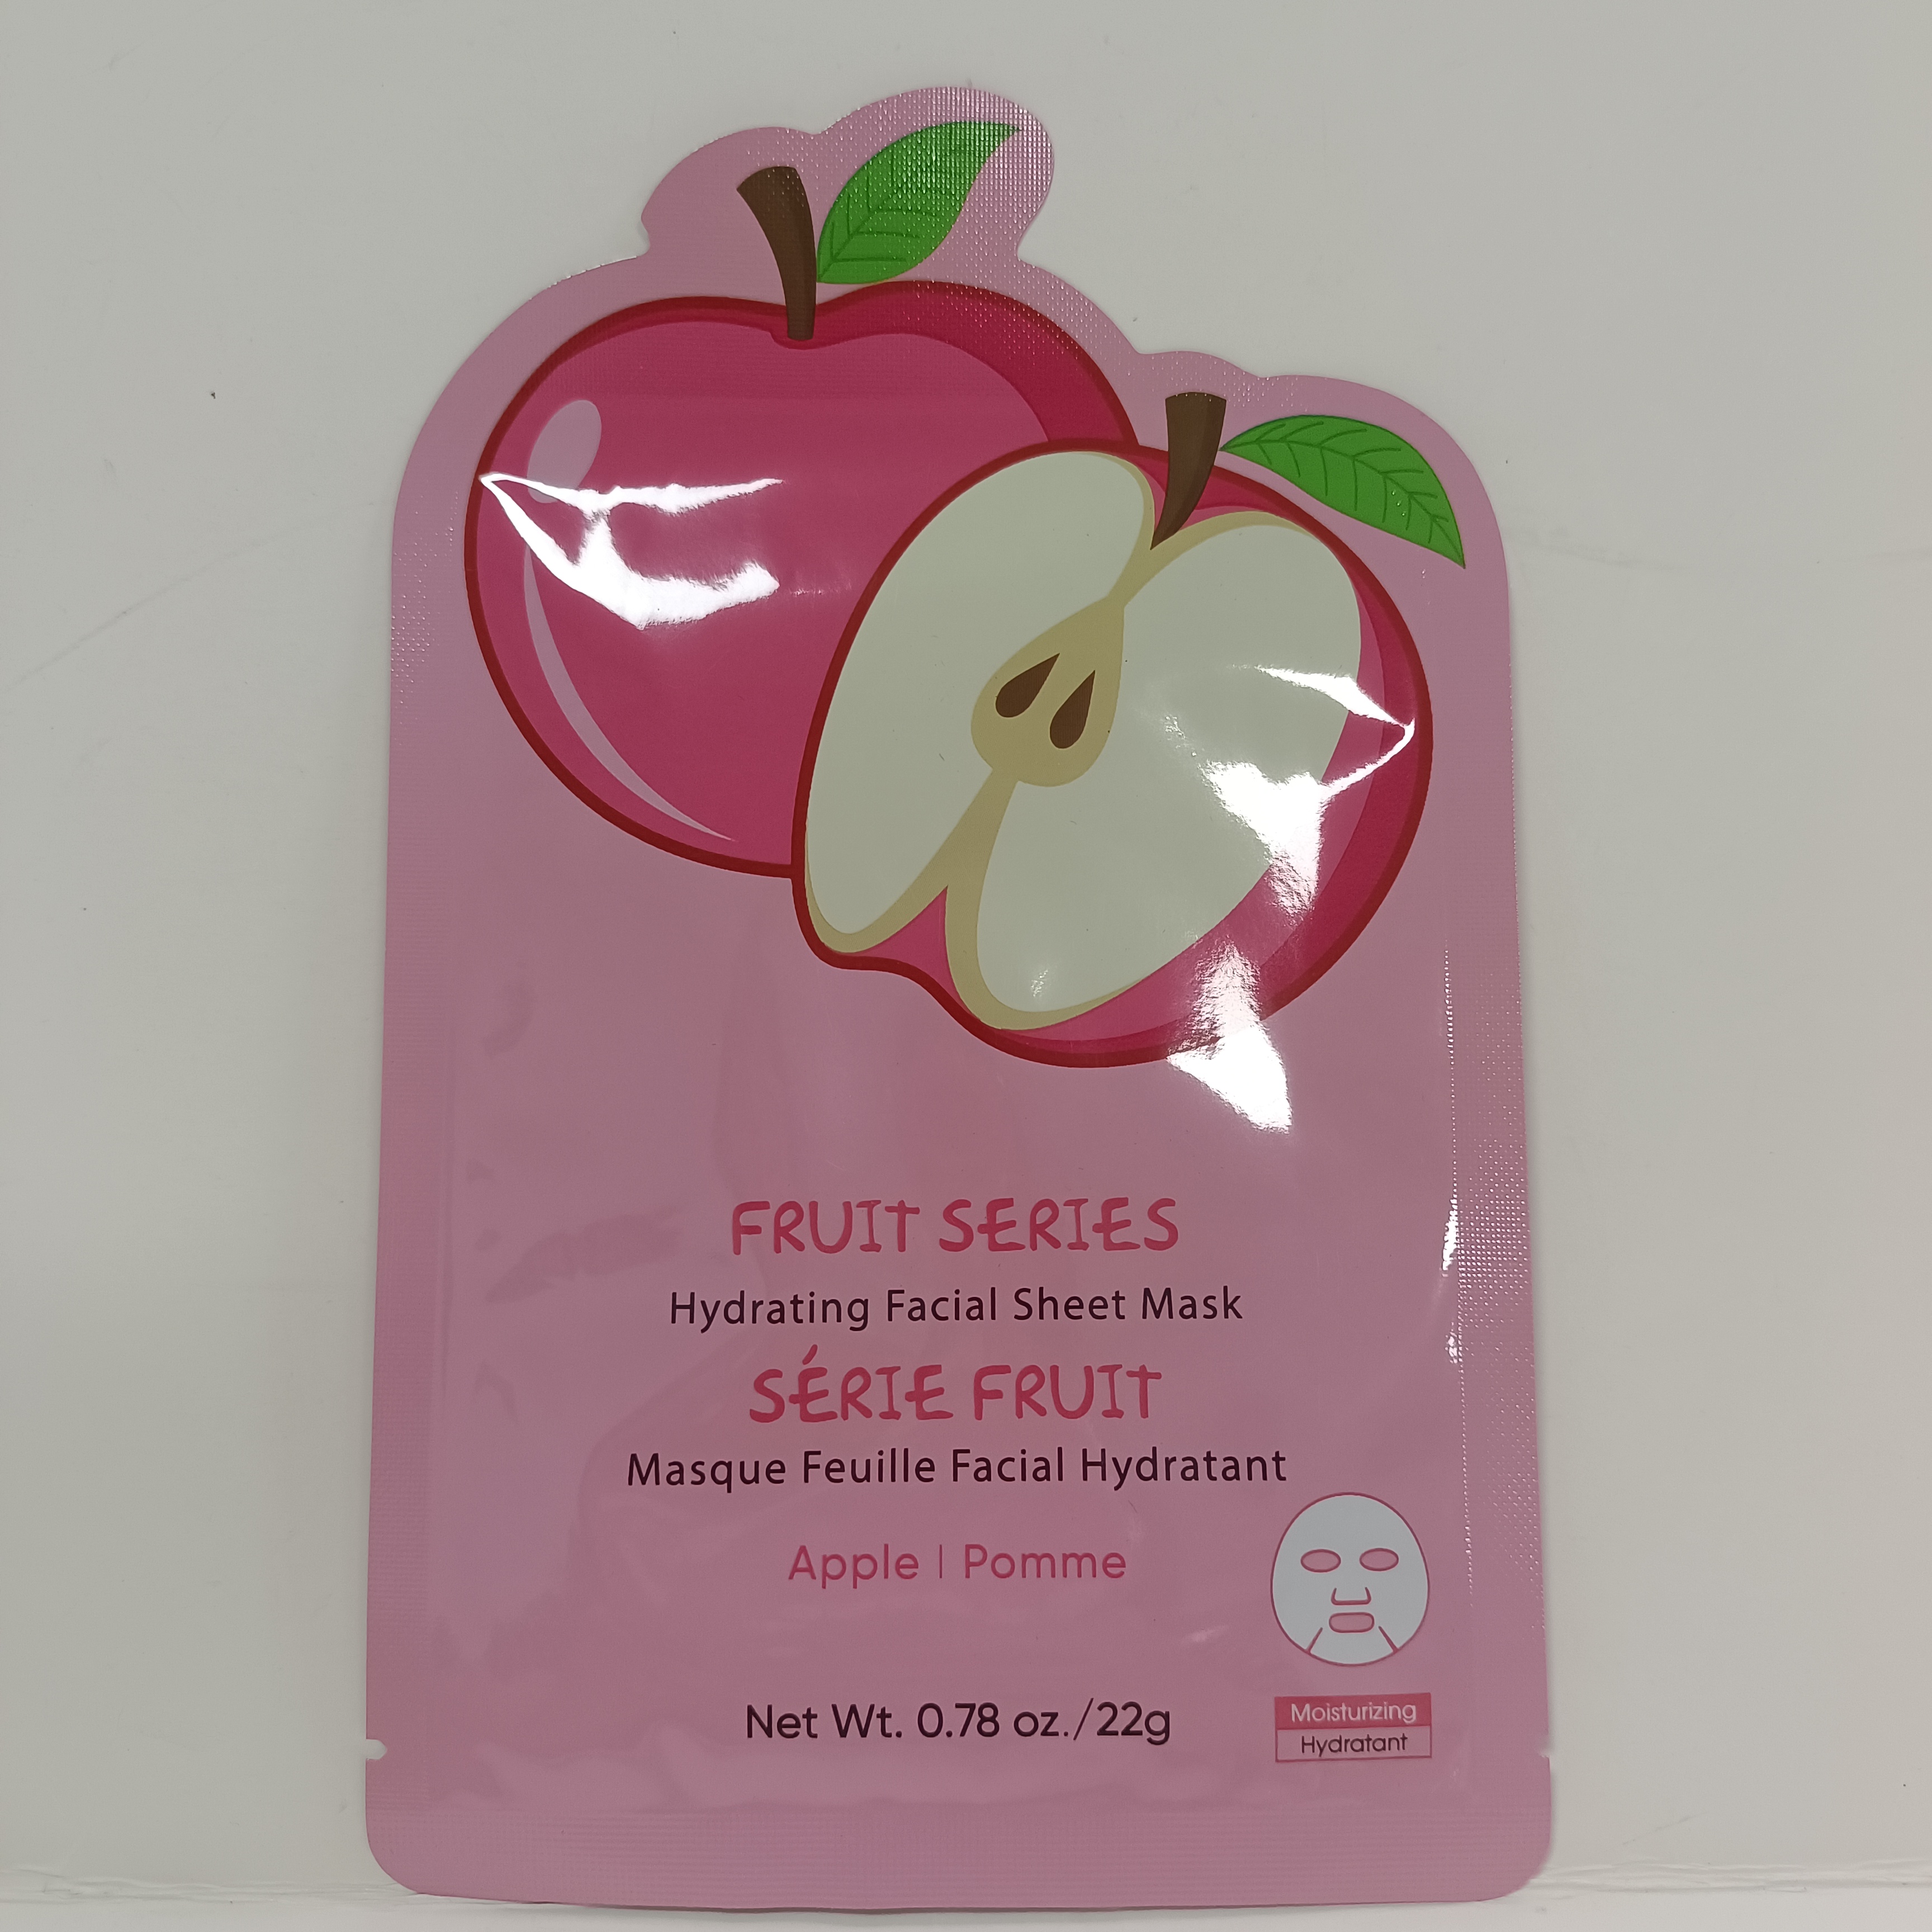 FRUIT SERIES
Hydrating Facial Sheet Mask
SÉRIE FRUIT
Masque Feuille Facial Hydratant
Apple | Pomme
Net Wt. 0.78 oz./22g
Moisturizing
Hydratant